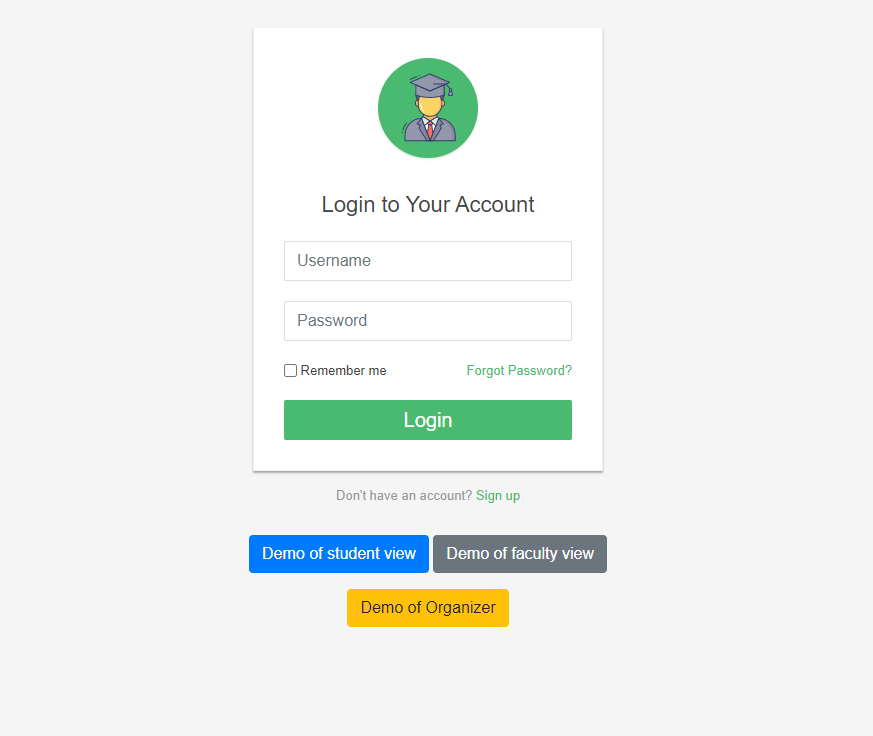 Login to Your Account
Username
Password
Remember me Forgot Password?
Login
Don't have an account? Sign up
Demo of student view Demo of faculty view
Demo of Organizer